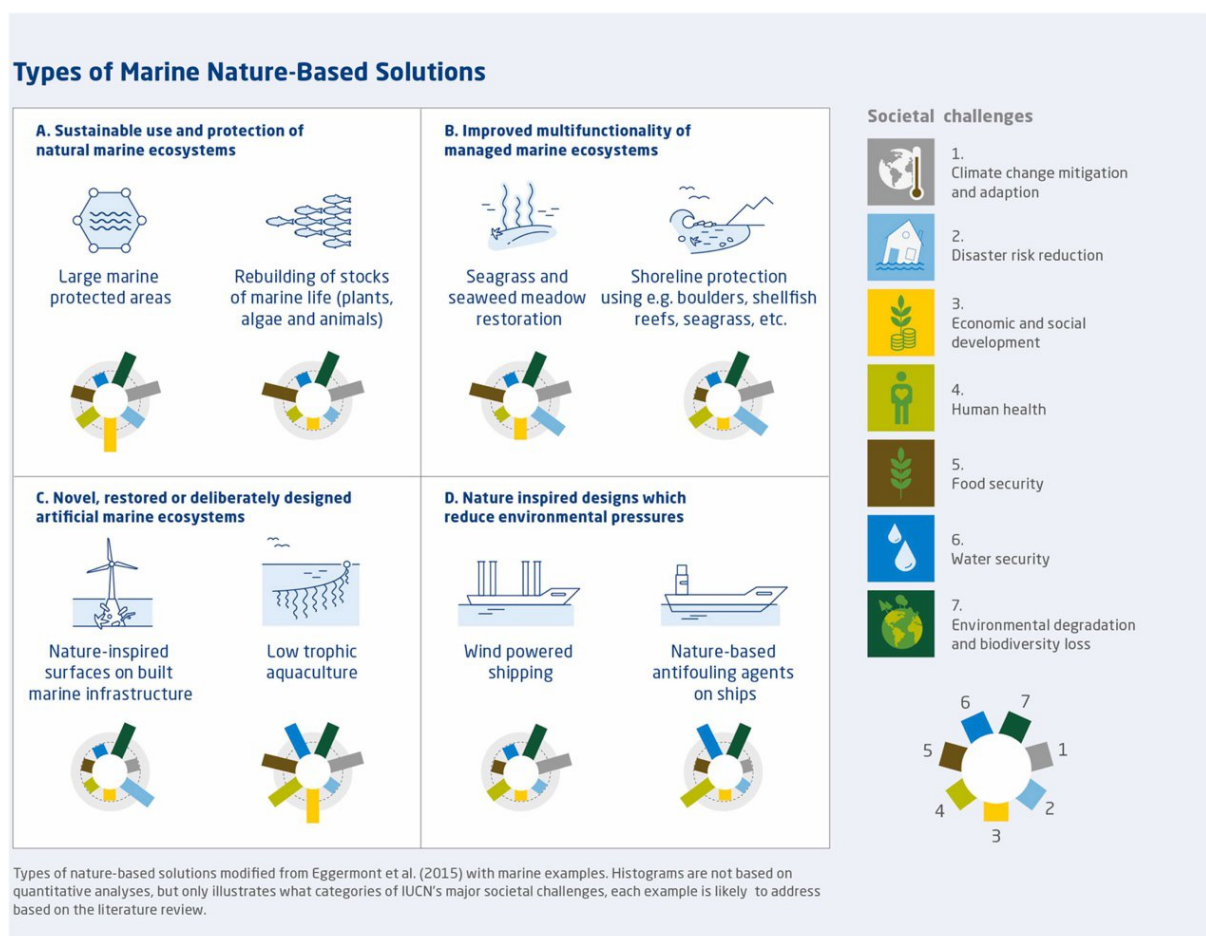 Types of Marine Nature-Based Solutions
A. Sustainable use and protection of
natural marine ecosystems
Large marine
protected areas
Rebuilding of stocks
of marine life (plants,
algae and animals)
B. Improved multifunctionality of
managed marine ecosystems
Seagrass and
seaweed meadow
restoration
Shoreline protection
using e.g. boulders, shellfish
reefs, seagrass, etc.
C. Novel, restored or deliberately designed
artificial marine ecosystems
Nature-inspired
surfaces on built
marine infrastructure
Low trophic
aquaculture
D. Nature inspired designs which
reduce environmental pressures
Wind powered
shipping
Nature-based
antifouling agents
on ships
Societal challenges
1.
Climate change mitigation
and adaption
2.
Disaster risk reduction
3.
Economic and social
development
4.
Human health
5.
Food security
6.
Water security
7.
Environmental degradation
and biodiversity loss
6
7
5
1
4
2
3
Types of nature-based solutions modified from Eggermont et al. (2015) with marine examples. Histograms are not based on
quantitative analyses, but only illustrates what categories of IUCN's major societal challenges, each example is likely to address
based on the literature review.